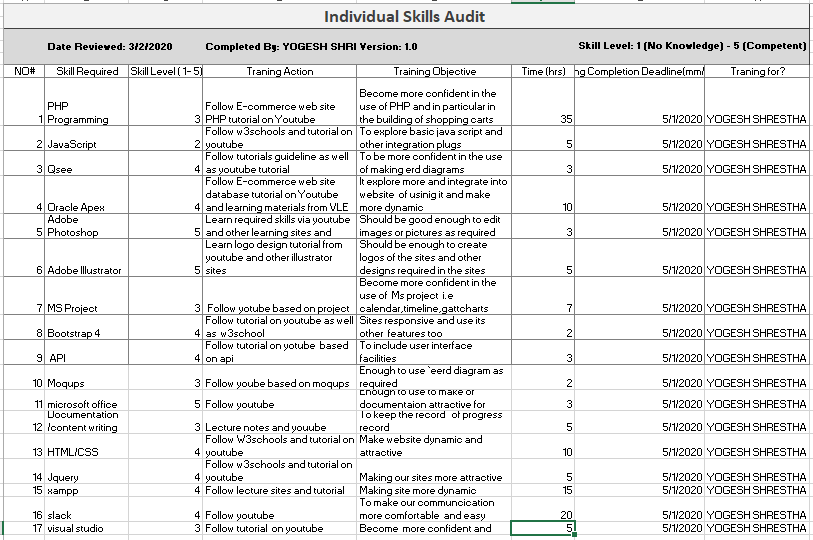 Individual Skills Audit
Date Reviewed: 3/2/2020 Completed By: YOGESH SHRI Version: 1.0 Skill Level: 1 (No Knowledge) - 5 (Competent)
NO# Skill Required Skill Level ( 1- 5) Traning Action Training Objective Time (hrs) ng Completion Deadline(mm/ Traning for?
Become more confident in the
PHP Follow E-commerce web site use of PHP and in particular in
1 Programming 3 PHP tutorial on Youtube the building of shopping carts 35 5/1/2020 YOGESH SHRESTHA
Follow w3schools and tutorial on To explore basic java script and
2 JavaScript 2 youtube other integration plugs 5 5/1/2020 YOGESH SHRESTHA
Follow tutorials guideline as well To be more confident in the use
3 Qsee 4 as youtube tutorial of making erd diagrams 3 5/1/2020 YOGESH SHRESTHA
Follow E-commerce web site It explore more and integrate into
database tutorial on Youtube website of using it and make
4 Oracle Apex 4 and learning materials from VLE more dynamic 10 5/1/2020 YOGESH SHRESTHA
Adobe Learn required skills via youtube Should be good enough to edit
5 Photoshop 5 and other learning sites and images or pictures as required 3 5/1/2020 YOGESH SHRESTHA
Learn logo design tutorial from Should be enough to create
youtube and other illustrator logos of the sites and other
6 Adobe Illustrator 5 sites designs required in the sites 5 5/1/2020 YOGESH SHRESTHA
Become more confident in the
use of Ms project i.e
7 MS Project 3 Follow yotube based on project calendar,timeline,gattcharts 7 5/1/2020 YOGESH SHRESTHA
Follow tutorial on youtube as well Sites responsive and use its
8 Bootstrap 4 4 as w3school other features too 2 5/1/2020 YOGESH SHRESTHA
Follow tutorial on yotube based To include user interface
9 API 4 on api facilities 3 5/1/2020 YOGESH SHRESTHA
Enough to use `eerd diagram as
10 Moqups 3 Follow yoube based on moqups required 2 5/1/2020 YOGESH SHRESTHA
Enough to use to make or
11 microsoft office 5 Follow youtube documentaion attractive for 3 5/1/2020 YOGESH SHRESTHA
Documentation To keep the record of progress
12 /content writing 3 Lecture notes and youube record 5 5/1/2020 YOGESH SHRESTHA
Follow W3schools and tutorial on Make website dynamic and
13 HTML/CSS 4 youtube attractive 10 5/1/2020 YOGESH SHRESTHA
Follow w3schools and tutorial on
14 Jquery 4 youtube Making our sites more attractive 5 5/1/2020 YOGESH SHRESTHA
15 xampp 4 Follow lecture sites and tutorial Making site more dynamic 15 5/1/2020 YOGESH SHRESTHA
To make our communcication
16 slack 4 Follow youtube more comfortable and easy 20 5/1/2020 YOGESH SHRESTHA
17 visual studio 3 Follow tutorial on youtube Become more confident and 5 5/1/2020 YOGESH SHRESTHA